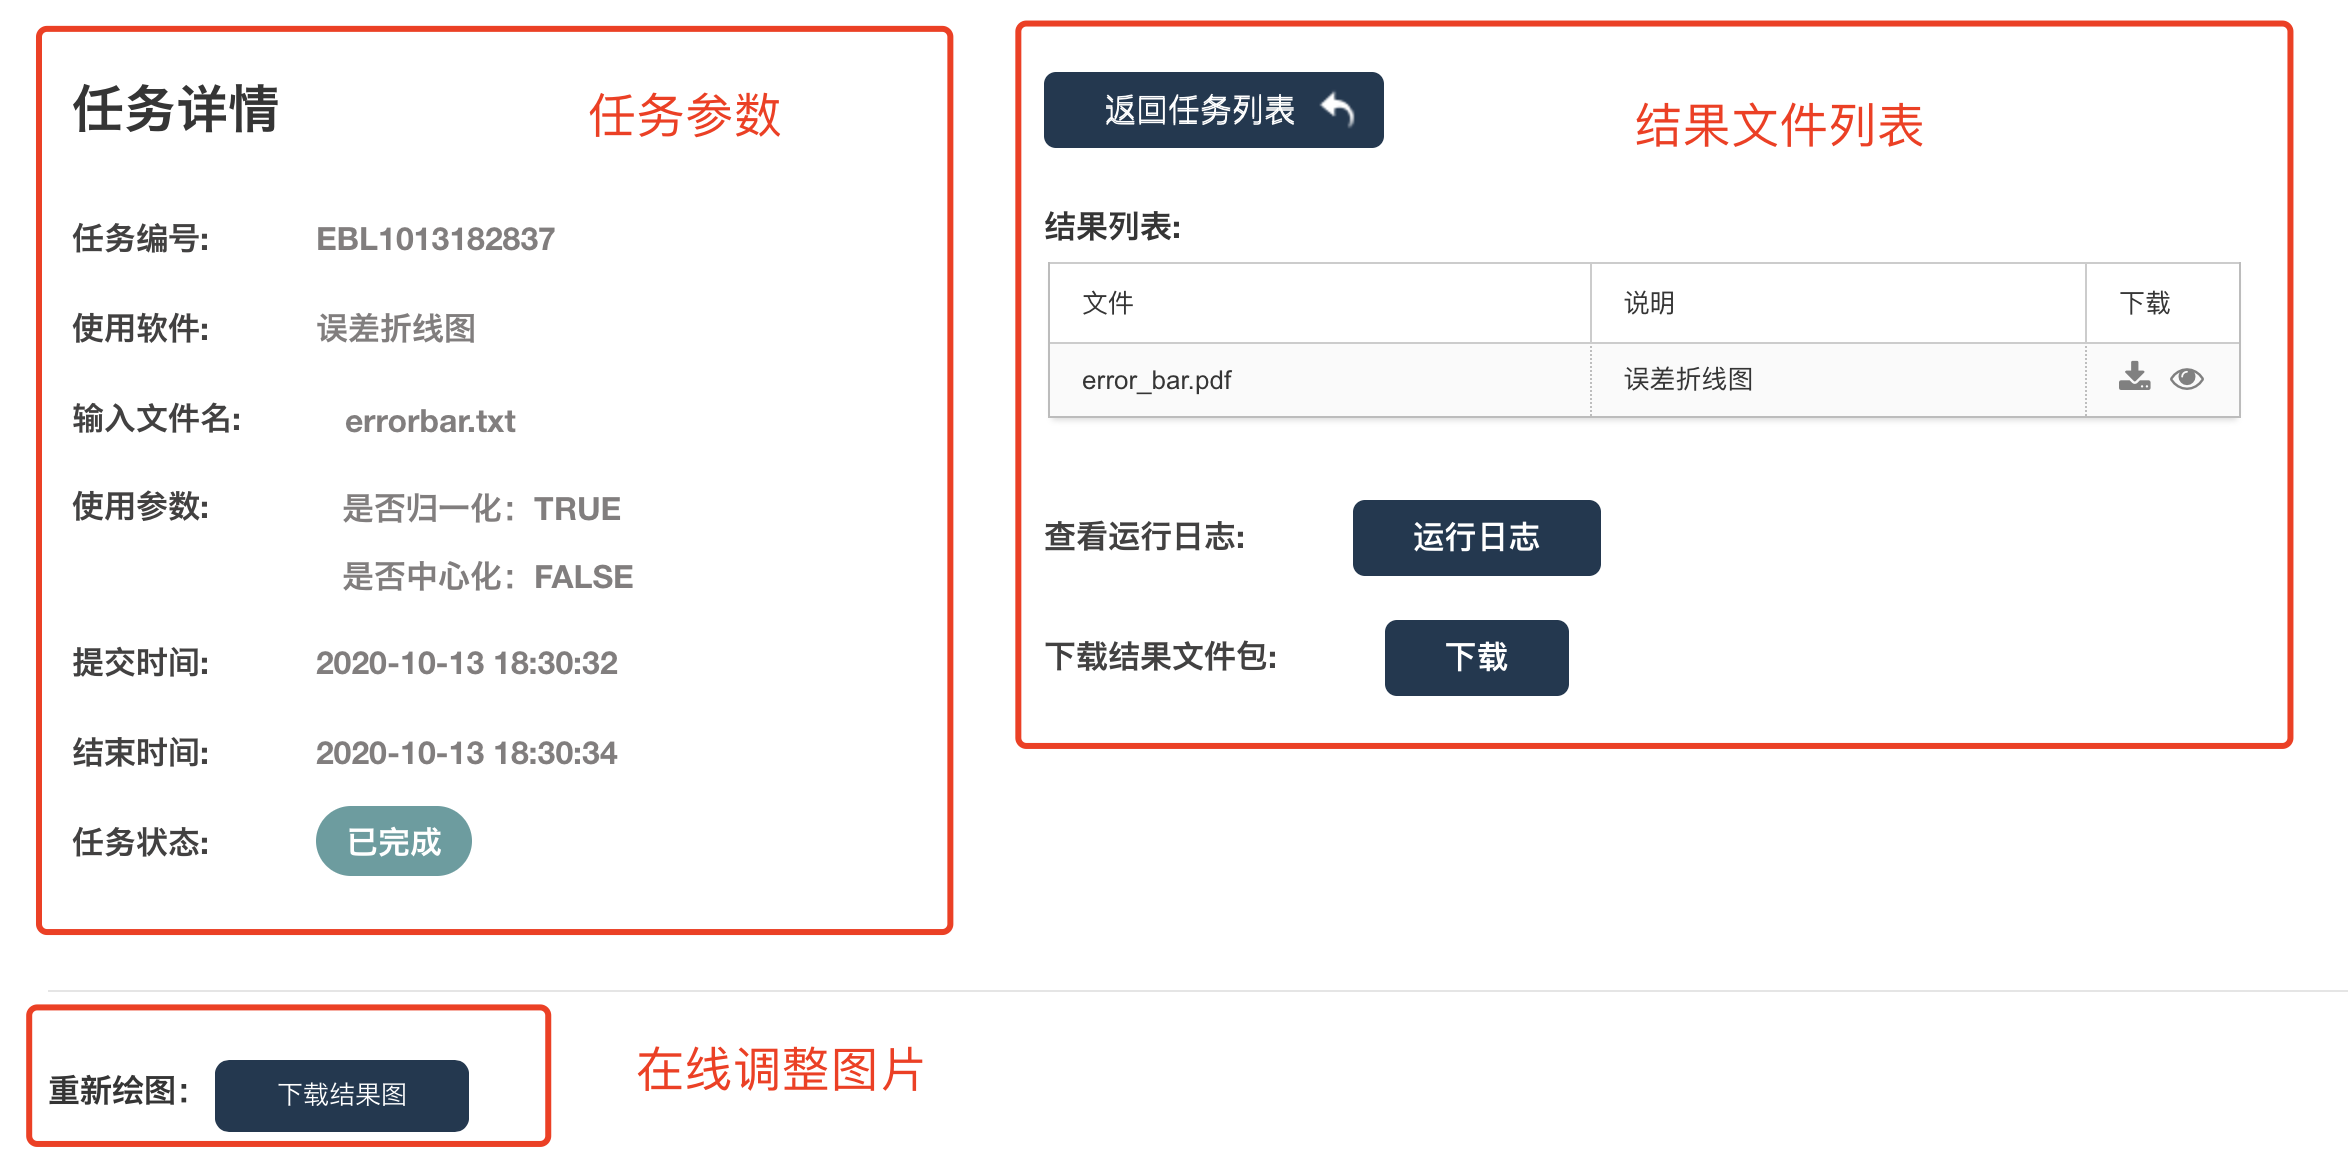 任务详情
任务参数
任务编号: EBL1013182837
使用软件: 误差折线图
输入文件名: errorbar.txt
使用参数: 是否归一化：TRUE
是否中心化：FALSE
提交时间: 2020-10-13 18:30:32
结束时间: 2020-10-13 18:30:34
任务状态: 已完成
返回任务列表
结果文件列表
结果列表:
文件 说明 下载
error_bar.pdf 误差折线图
查看运行日志: 运行日志
下载结果文件包: 下载
重新绘图： 下载结果图
在线调整图片